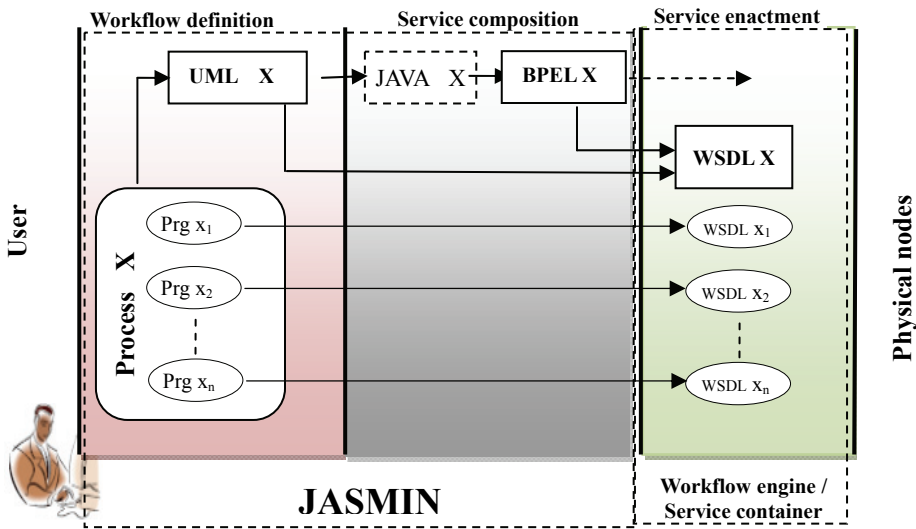 Workflow definition
Service composition
Service enactment
UML X
JAVA X
BPEL X
WSDL X
User
Process X
Prg x₁
Prg x₂
Prg xₙ
WSDL x₁
WSDL x₂
WSDL xₙ
Physical nodes
JASMIN
Workflow engine /
Service container